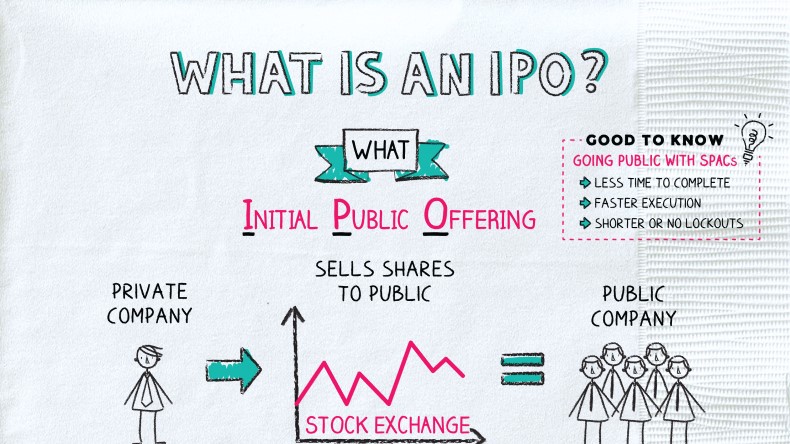 WHAT IS AN IPO?
WHAT
INITIAL PUBLIC OFFERING
GOOD TO KNOW
GOING PUBLIC WITH SPACs
LESS TIME TO COMPLETE
FASTER EXECUTION
SHORTER OR NO LOCKOUTS
PRIVATE
COMPANY
SELLS SHARES
TO PUBLIC
STOCK EXCHANGE
PUBLIC
COMPANY